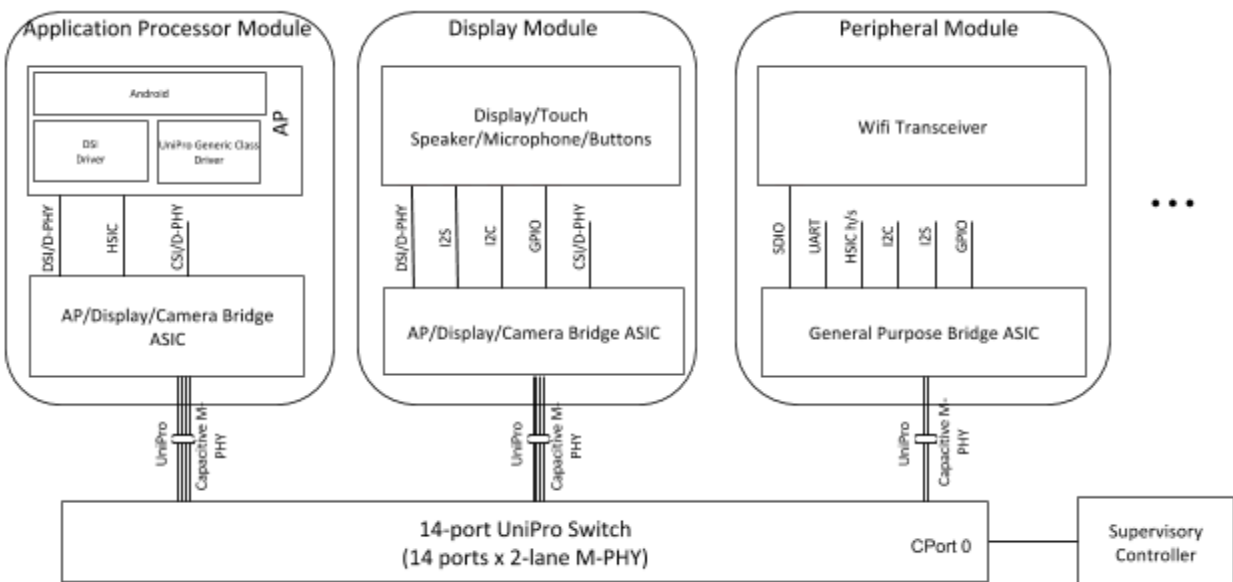 Application Processor Module
Android
AP
DSI
Driver
UniPro Generic Class
Driver
DSI/D-PHY
HSIC
CSI/D-PHY
AP/Display/Camera Bridge
ASIC
UniPro
Capacitive M-
PHY
Display Module
Display/Touch
Speaker/Microphone/Buttons
DSI/D-PHY
I2S
I2C
GPIO
CSI/D-PHY
AP/Display/Camera Bridge ASIC
UniPro
Capacitive M-
PHY
Peripheral Module
Wifi Transceiver
SDIO
UART
HSIC h/s
I2C
I2S
GPIO
General Purpose Bridge ASIC
UniPro
Capacitive M-
PHY
...
14-port UniPro Switch
(14 ports x 2-lane M-PHY)
CPort 0
Supervisory
Controller